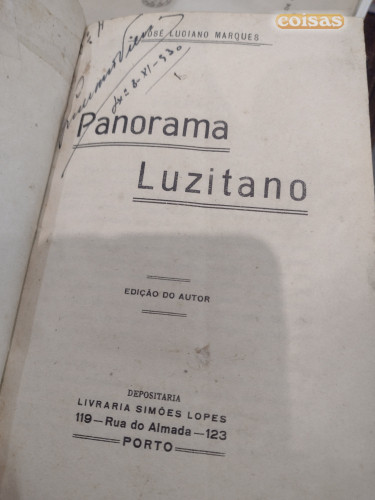 coisas
JOSÉ LUCIANO MARQUES
Panorama
Luzitano
EDIÇÃO DO AUTOR
DEPOSITARIA
LIVRARIA SIMÕES LOPES
119—Rua do Almada—123
PORTO